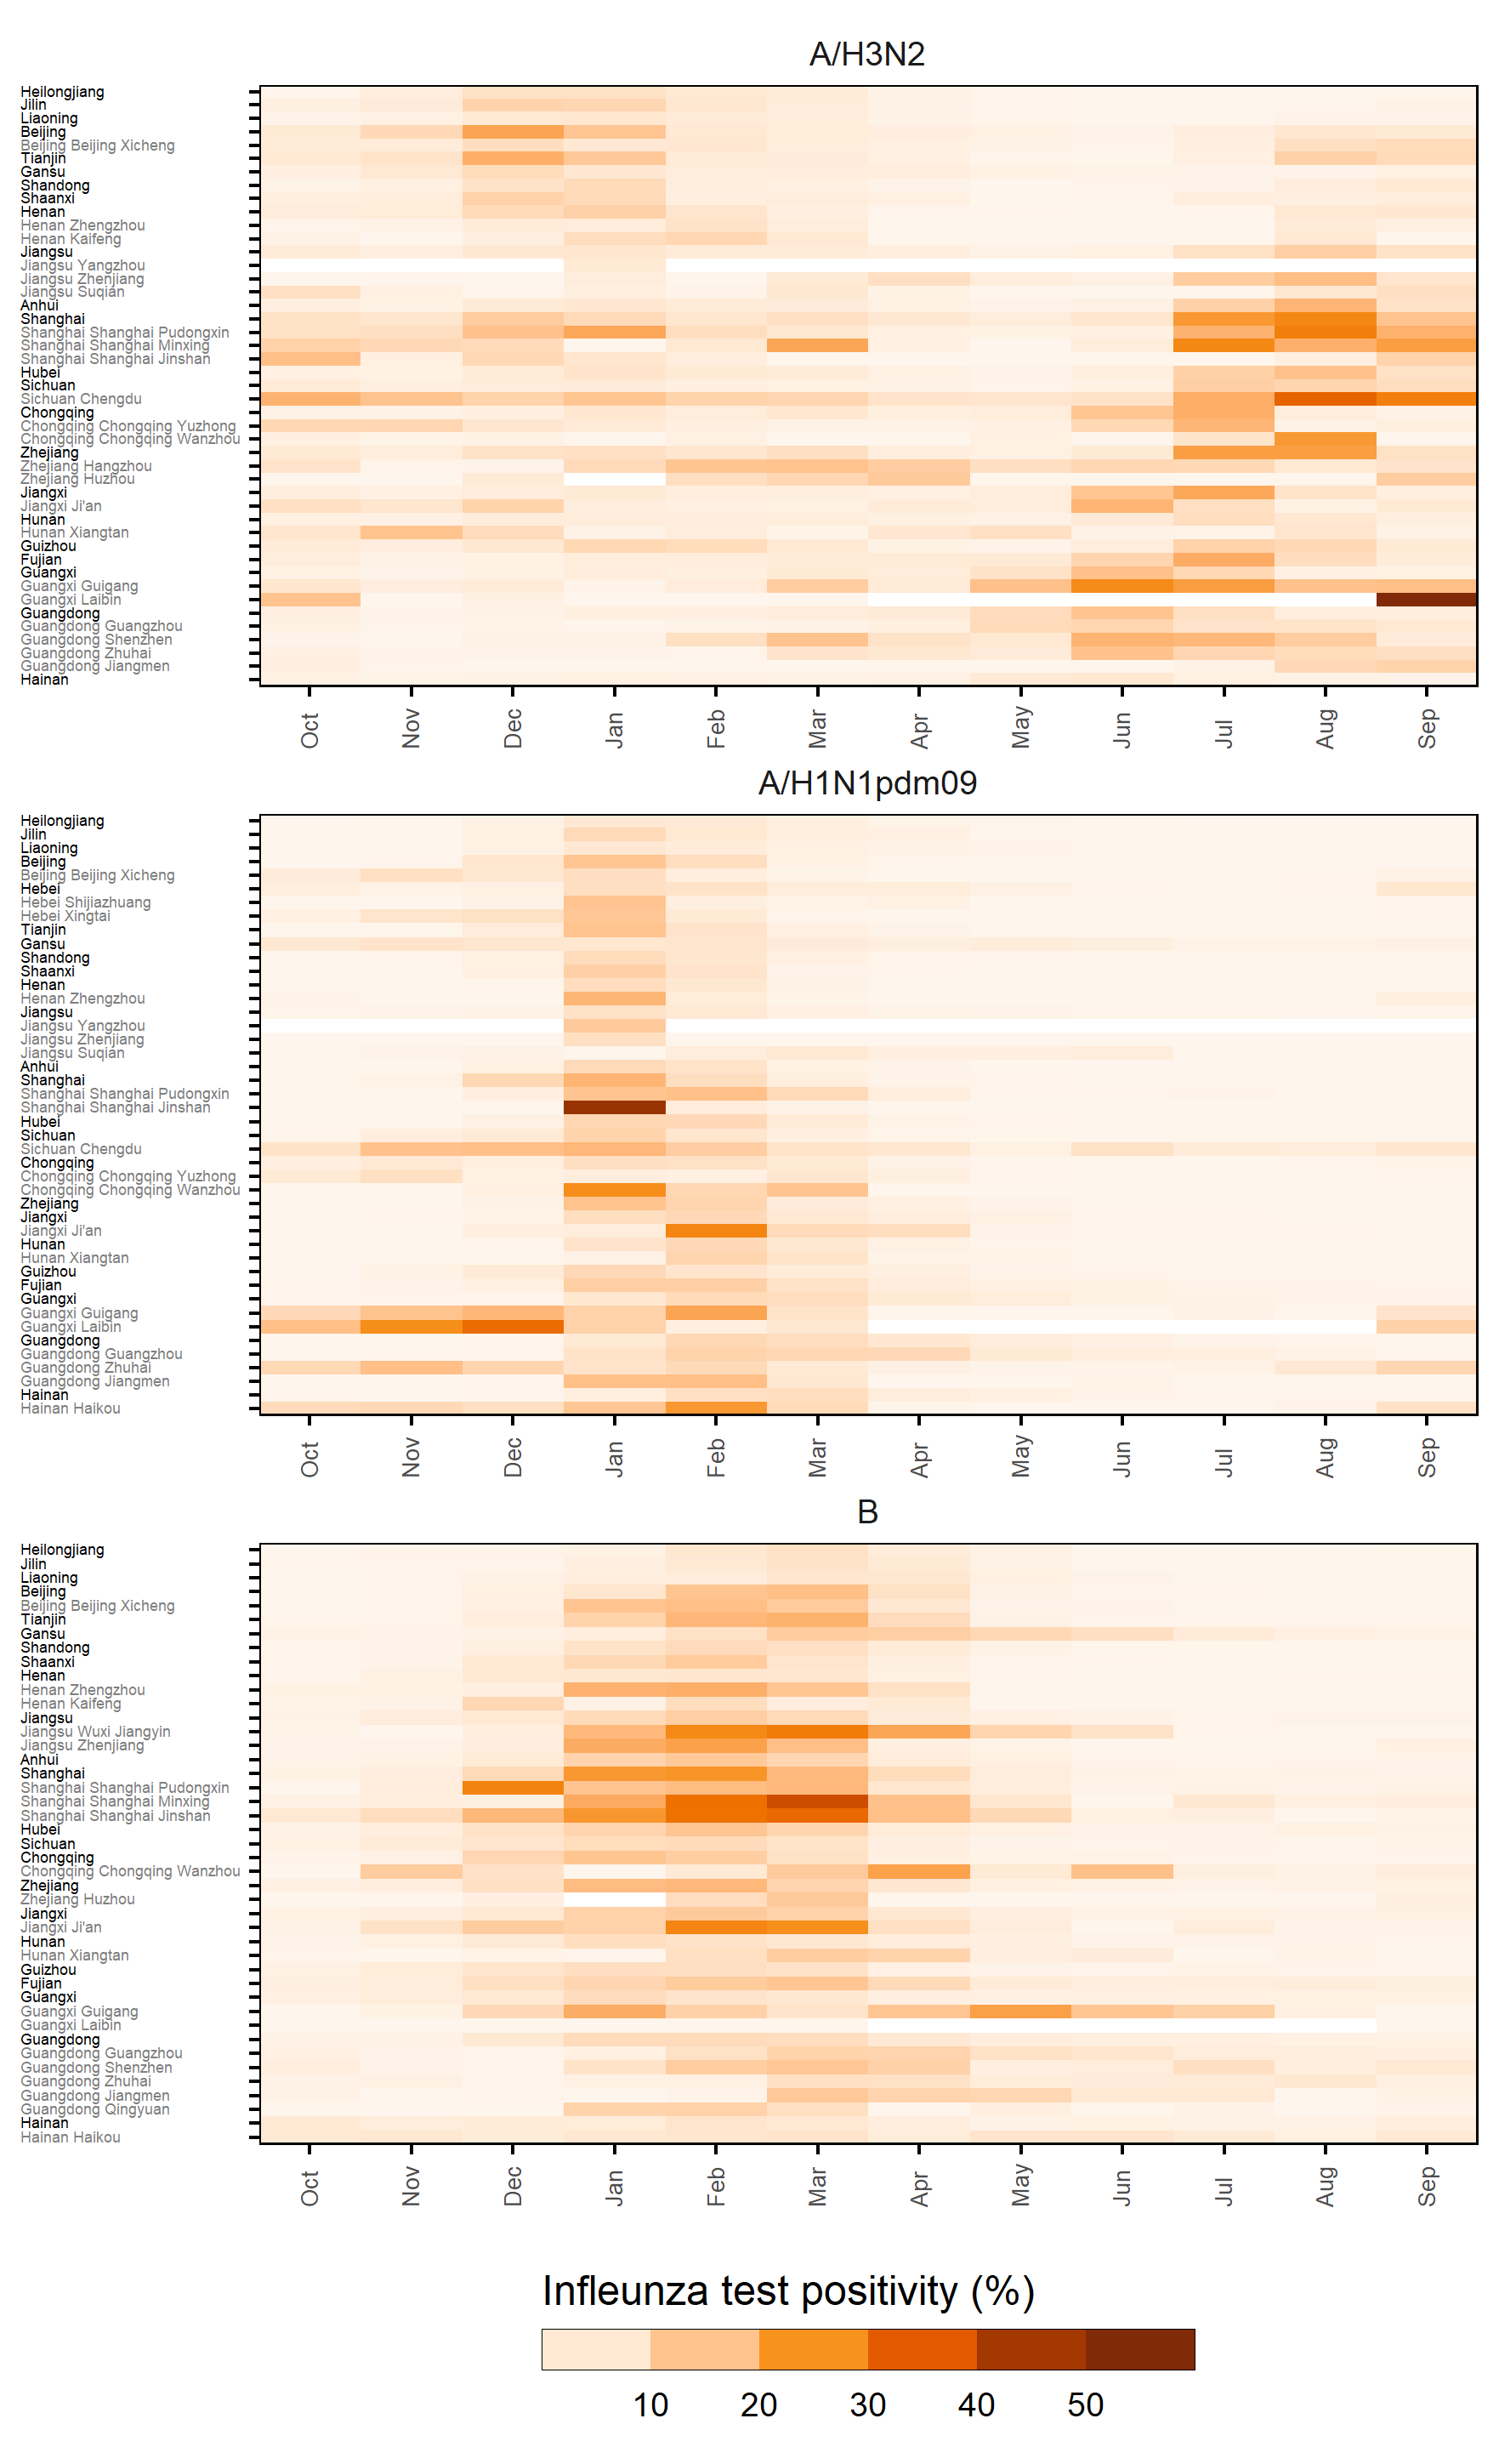 A/H3N2
Heilongjiang
Jilin
Liaoning
Beijing
Beijing Beijing Xicheng
Tianjin
Gansu
Shandong
Shaanxi
Henan
Henan Zhengzhou
Henan Kaifeng
Jiangsu
Jiangsu Yangzhou
Jiangsu Zhenjiang
Jiangsu Suqian
Anhui
Shanghai
Shanghai Shanghai Pudongxin
Shanghai Shanghai Minxing
Shanghai Shanghai Jinshan
Hubei
Sichuan
Sichuan Chengdu
Chongqing
Chongqing Chongqing Yuzhong
Chongqing Chongqing Wanzhou
Zhejiang
Zhejiang Hangzhou
Zhejiang Huzhou
Jiangxi
Jiangxi Ji'an
Hunan
Hunan Xiangtan
Guizhou
Fujian
Guangxi
Guangxi Guigang
Guangxi Laibin
Guangdong
Guangdong Guangzhou
Guangdong Shenzhen
Guangdong Zhuhai
Guangdong Jiangmen
Hainan
Oct Nov Dec Jan Feb Mar Apr May Jun Jul Aug Sep
A/H1N1pdm09
Heilongjiang
Jilin
Liaoning
Beijing
Beijing Beijing Xicheng
Hebei
Hebei Shijiazhuang
Hebei Xingtai
Tianjin
Gansu
Shandong
Shaanxi
Henan
Henan Zhengzhou
Jiangsu
Jiangsu Yangzhou
Jiangsu Zhenjiang
Jiangsu Suqian
Anhui
Shanghai
Shanghai Shanghai Pudongxin
Shanghai Shanghai Jinshan
Hubei
Sichuan
Sichuan Chengdu
Chongqing
Chongqing Chongqing Yuzhong
Chongqing Chongqing Wanzhou
Zhejiang
Jiangxi
Jiangxi Ji'an
Hunan
Hunan Xiangtan
Guizhou
Fujian
Guangxi
Guangxi Guigang
Guangxi Laibin
Guangdong
Guangdong Guangzhou
Guangdong Zhuhai
Guangdong Jiangmen
Hainan
Hainan Haikou
Oct Nov Dec Jan Feb Mar Apr May Jun Jul Aug Sep
B
Heilongjiang
Jilin
Liaoning
Beijing
Beijing Beijing Xicheng
Tianjin
Gansu
Shandong
Shaanxi
Henan
Henan Zhengzhou
Henan Kaifeng
Jiangsu
Jiangsu Wuxi Jiangyin
Jiangsu Zhenjiang
Anhui
Shanghai
Shanghai Shanghai Pudongxin
Shanghai Shanghai Minxing
Shanghai Shanghai Jinshan
Hubei
Sichuan
Chongqing
Chongqing Chongqing Wanzhou
Zhejiang
Zhejiang Huzhou
Jiangxi
Jiangxi Ji'an
Hunan
Hunan Xiangtan
Guizhou
Fujian
Guangxi
Guangxi Guigang
Guangxi Laibin
Guangdong
Guangdong Guangzhou
Guangdong Shenzhen
Guangdong Zhuhai
Guangdong Jiangmen
Guangdong Qingyuan
Hainan
Hainan Haikou
Oct Nov Dec Jan Feb Mar Apr May Jun Jul Aug Sep
Infleunza test positivity (%)
10 20 30 40 50